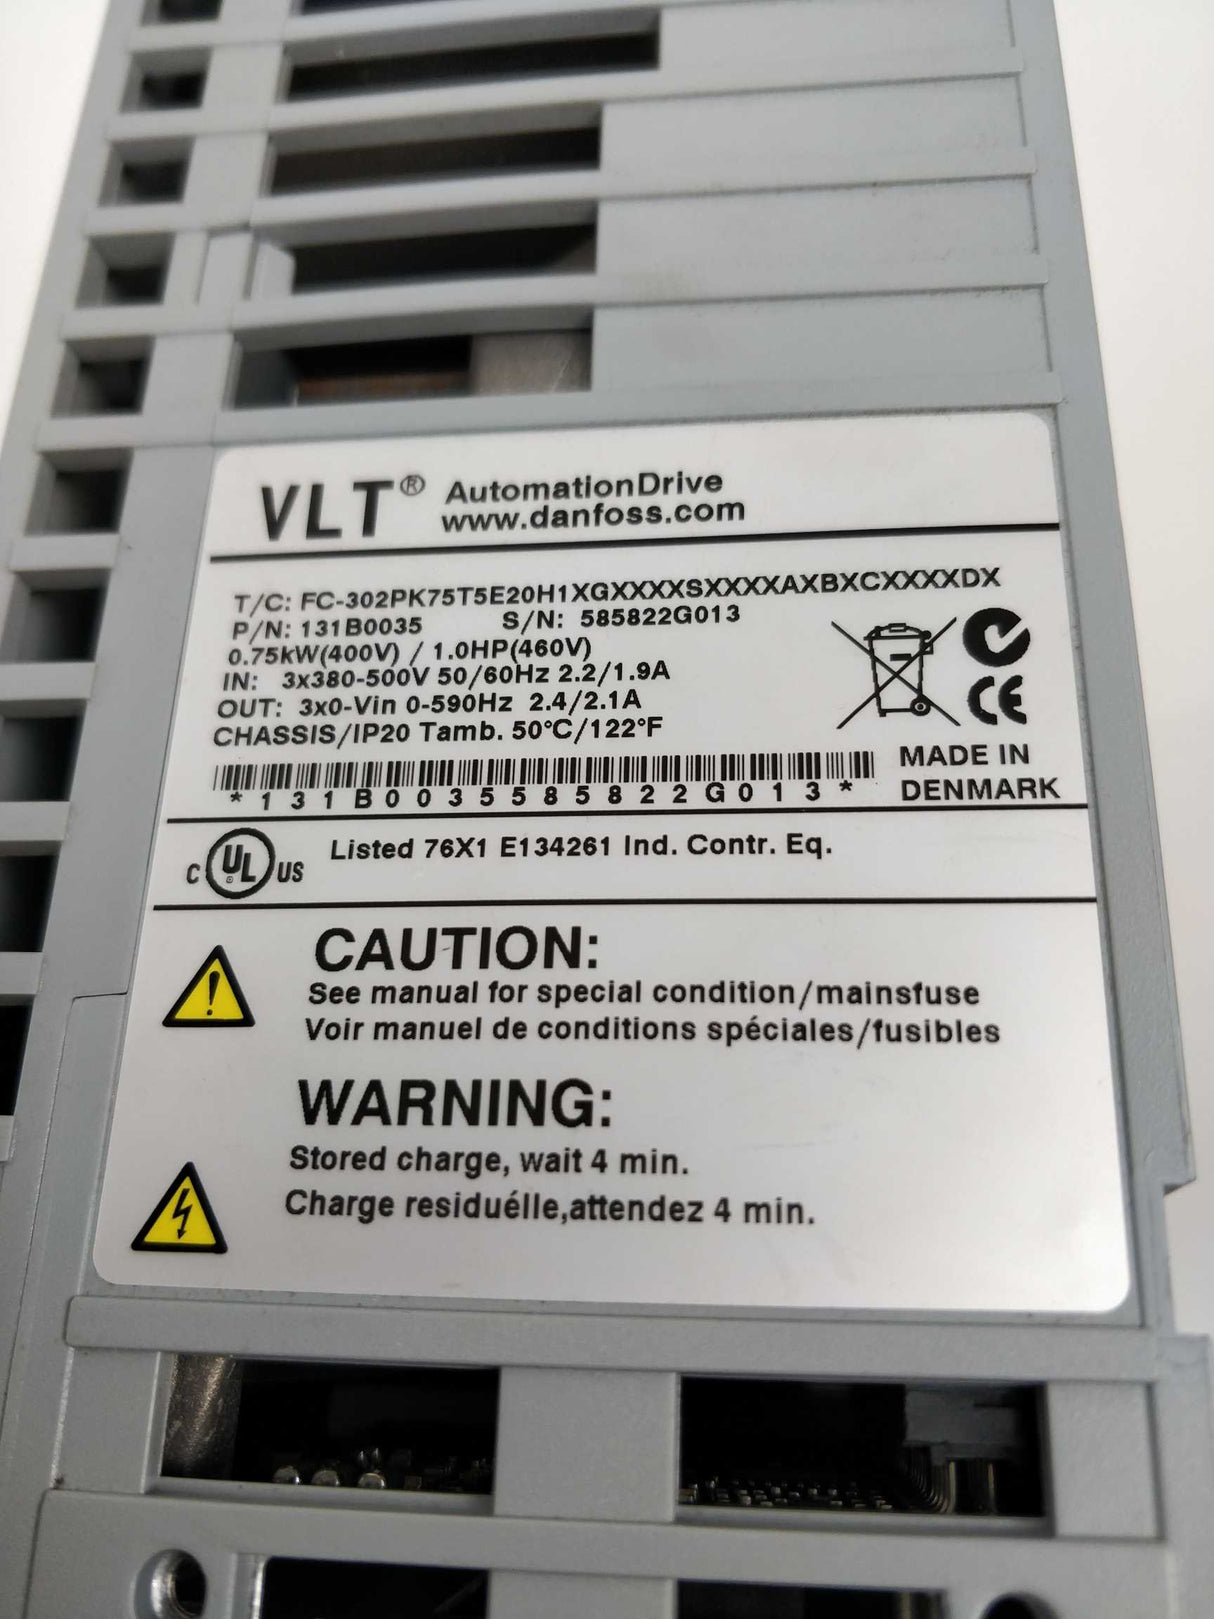 VLT® AutomationDrive
www.danfoss.com
T/C: FC-302PK75T5E20H1XGXXXXSXXXXAXBXCXXXXDX
P/N: 131B0035 S/N: 585822G013
0.75kW(400V) / 1.0HP(460V)
IN: 3x380-500V 50/60Hz 2.2/1.9A
OUT: 3x0-Vin 0-590Hz 2.4/2.1A
CHASSIS/IP20 Tamb. 50°C/122°F
CE
*131B0035585822G013*
MADE IN
DENMARK
C UL US Listed 76X1 E134261 Ind. Contr. Eq.
CAUTION:
See manual for special condition/mainsfuse
Voir manuel de conditions spéciales/fusibles
WARNING:
Stored charge, wait 4 min.
Charge residuélle,attendez 4 min.